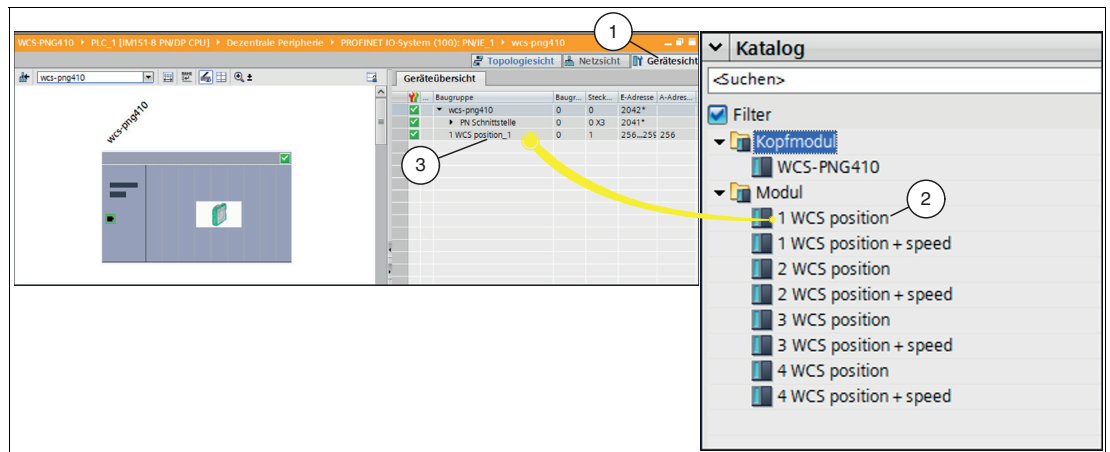 WCS-PNG410 ▸ PLC_1 [IM151-8 PN/DP CPU] ▸ Dezentrale Peripherie ▸ PROFINET IO-System (100): PN/IE_1 ▸ wcs-png410
1
Topologiesicht Netzsicht Gerätesicht
wcs-png410
Geräteübersicht
... Baugruppe Baugr... Steck... E-Adresse A-Adres...
wcs-png410 0 0 2042*
PN Schnittstelle 0 0 X3 2041*
1 WCS position_1 0 1 256...259 256
wcs-png410
3
Katalog
<Suchen>
Filter
Kopfmodul
WCS-PNG410
Modul
1 WCS position
2
1 WCS position + speed
2 WCS position
2 WCS position + speed
3 WCS position
3 WCS position + speed
4 WCS position
4 WCS position + speed